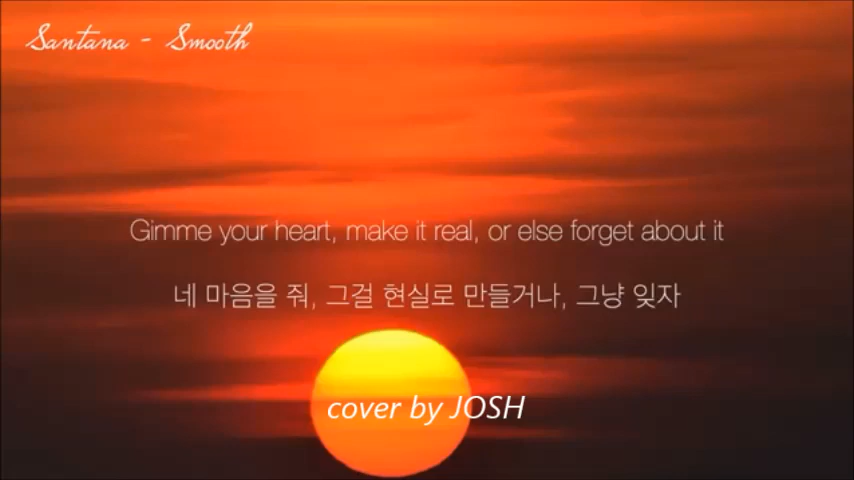 Santana - Smooth
Gimme your heart, make it real, or else forget about it
네 마음을 줘, 그걸 현실로 만들거나, 그냥 잊자
cover by JOSH